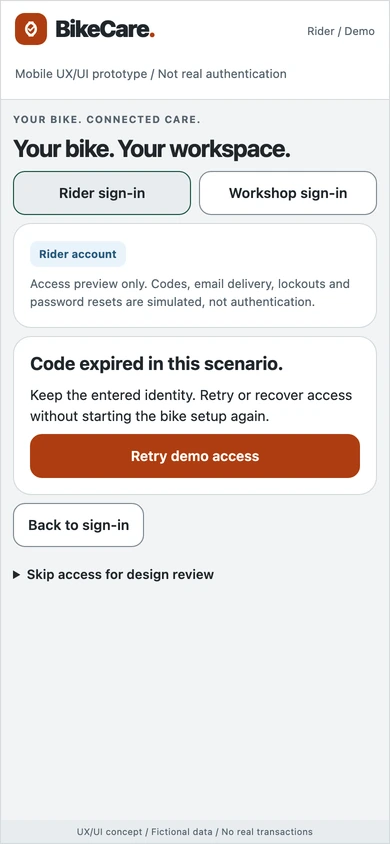 BikeCare.
Rider / Demo
Mobile UX/UI prototype / Not real authentication
YOUR BIKE. CONNECTED CARE.
Your bike. Your workspace.
Rider sign-in
Workshop sign-in
Rider account
Access preview only. Codes, email delivery, lockouts and
password resets are simulated, not authentication.
Code expired in this scenario.
Keep the entered identity. Retry or recover access
without starting the bike setup again.
Retry demo access
Back to sign-in
Skip access for design review
UX/UI concept / Fictional data / No real transactions